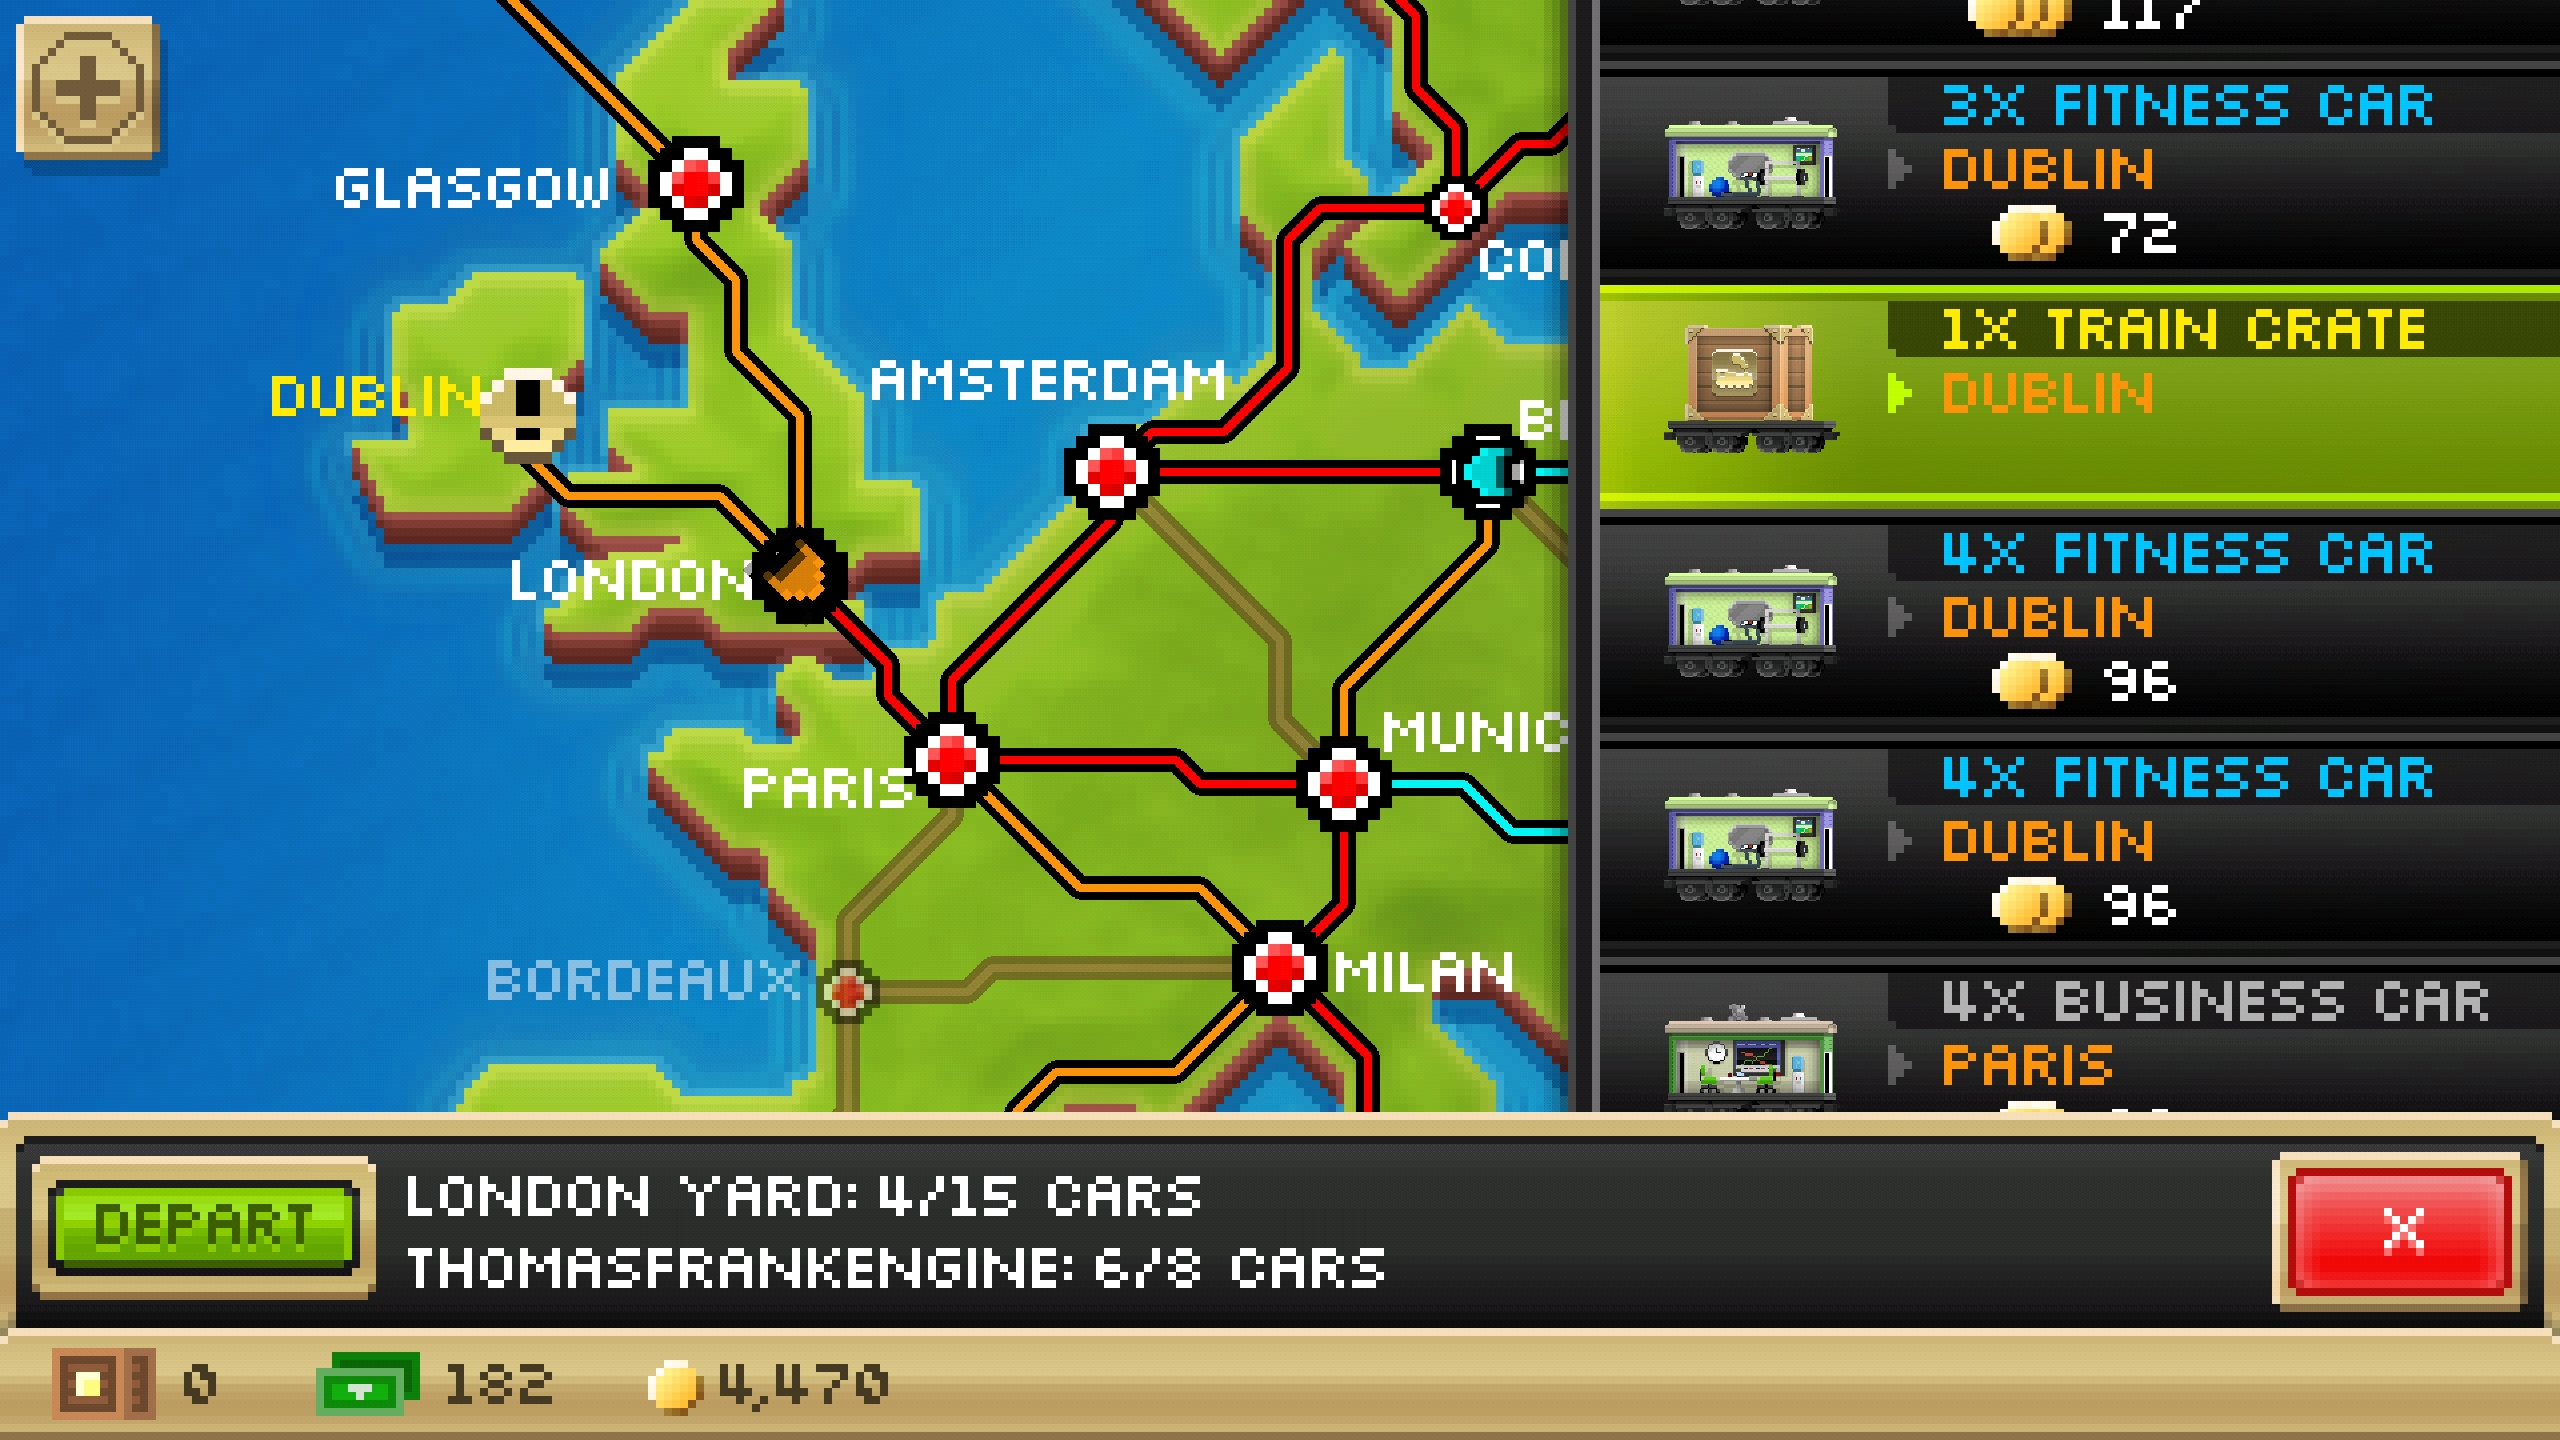 GLASGOW
DUBLIN
AMSTERDAM
LONDON
PARIS
BORDEAUX
MILAN
MUNIC
117
3X FITNESS CAR
DUBLIN
72
1X TRAIN CRATE
DUBLIN
4X FITNESS CAR
DUBLIN
96
4X FITNESS CAR
DUBLIN
96
4X BUSINESS CAR
PARIS
DEPART
LONDON YARD: 4/15 CARS
THOMASFRANKENGINE: 6/8 CARS
X
0
182
4,470